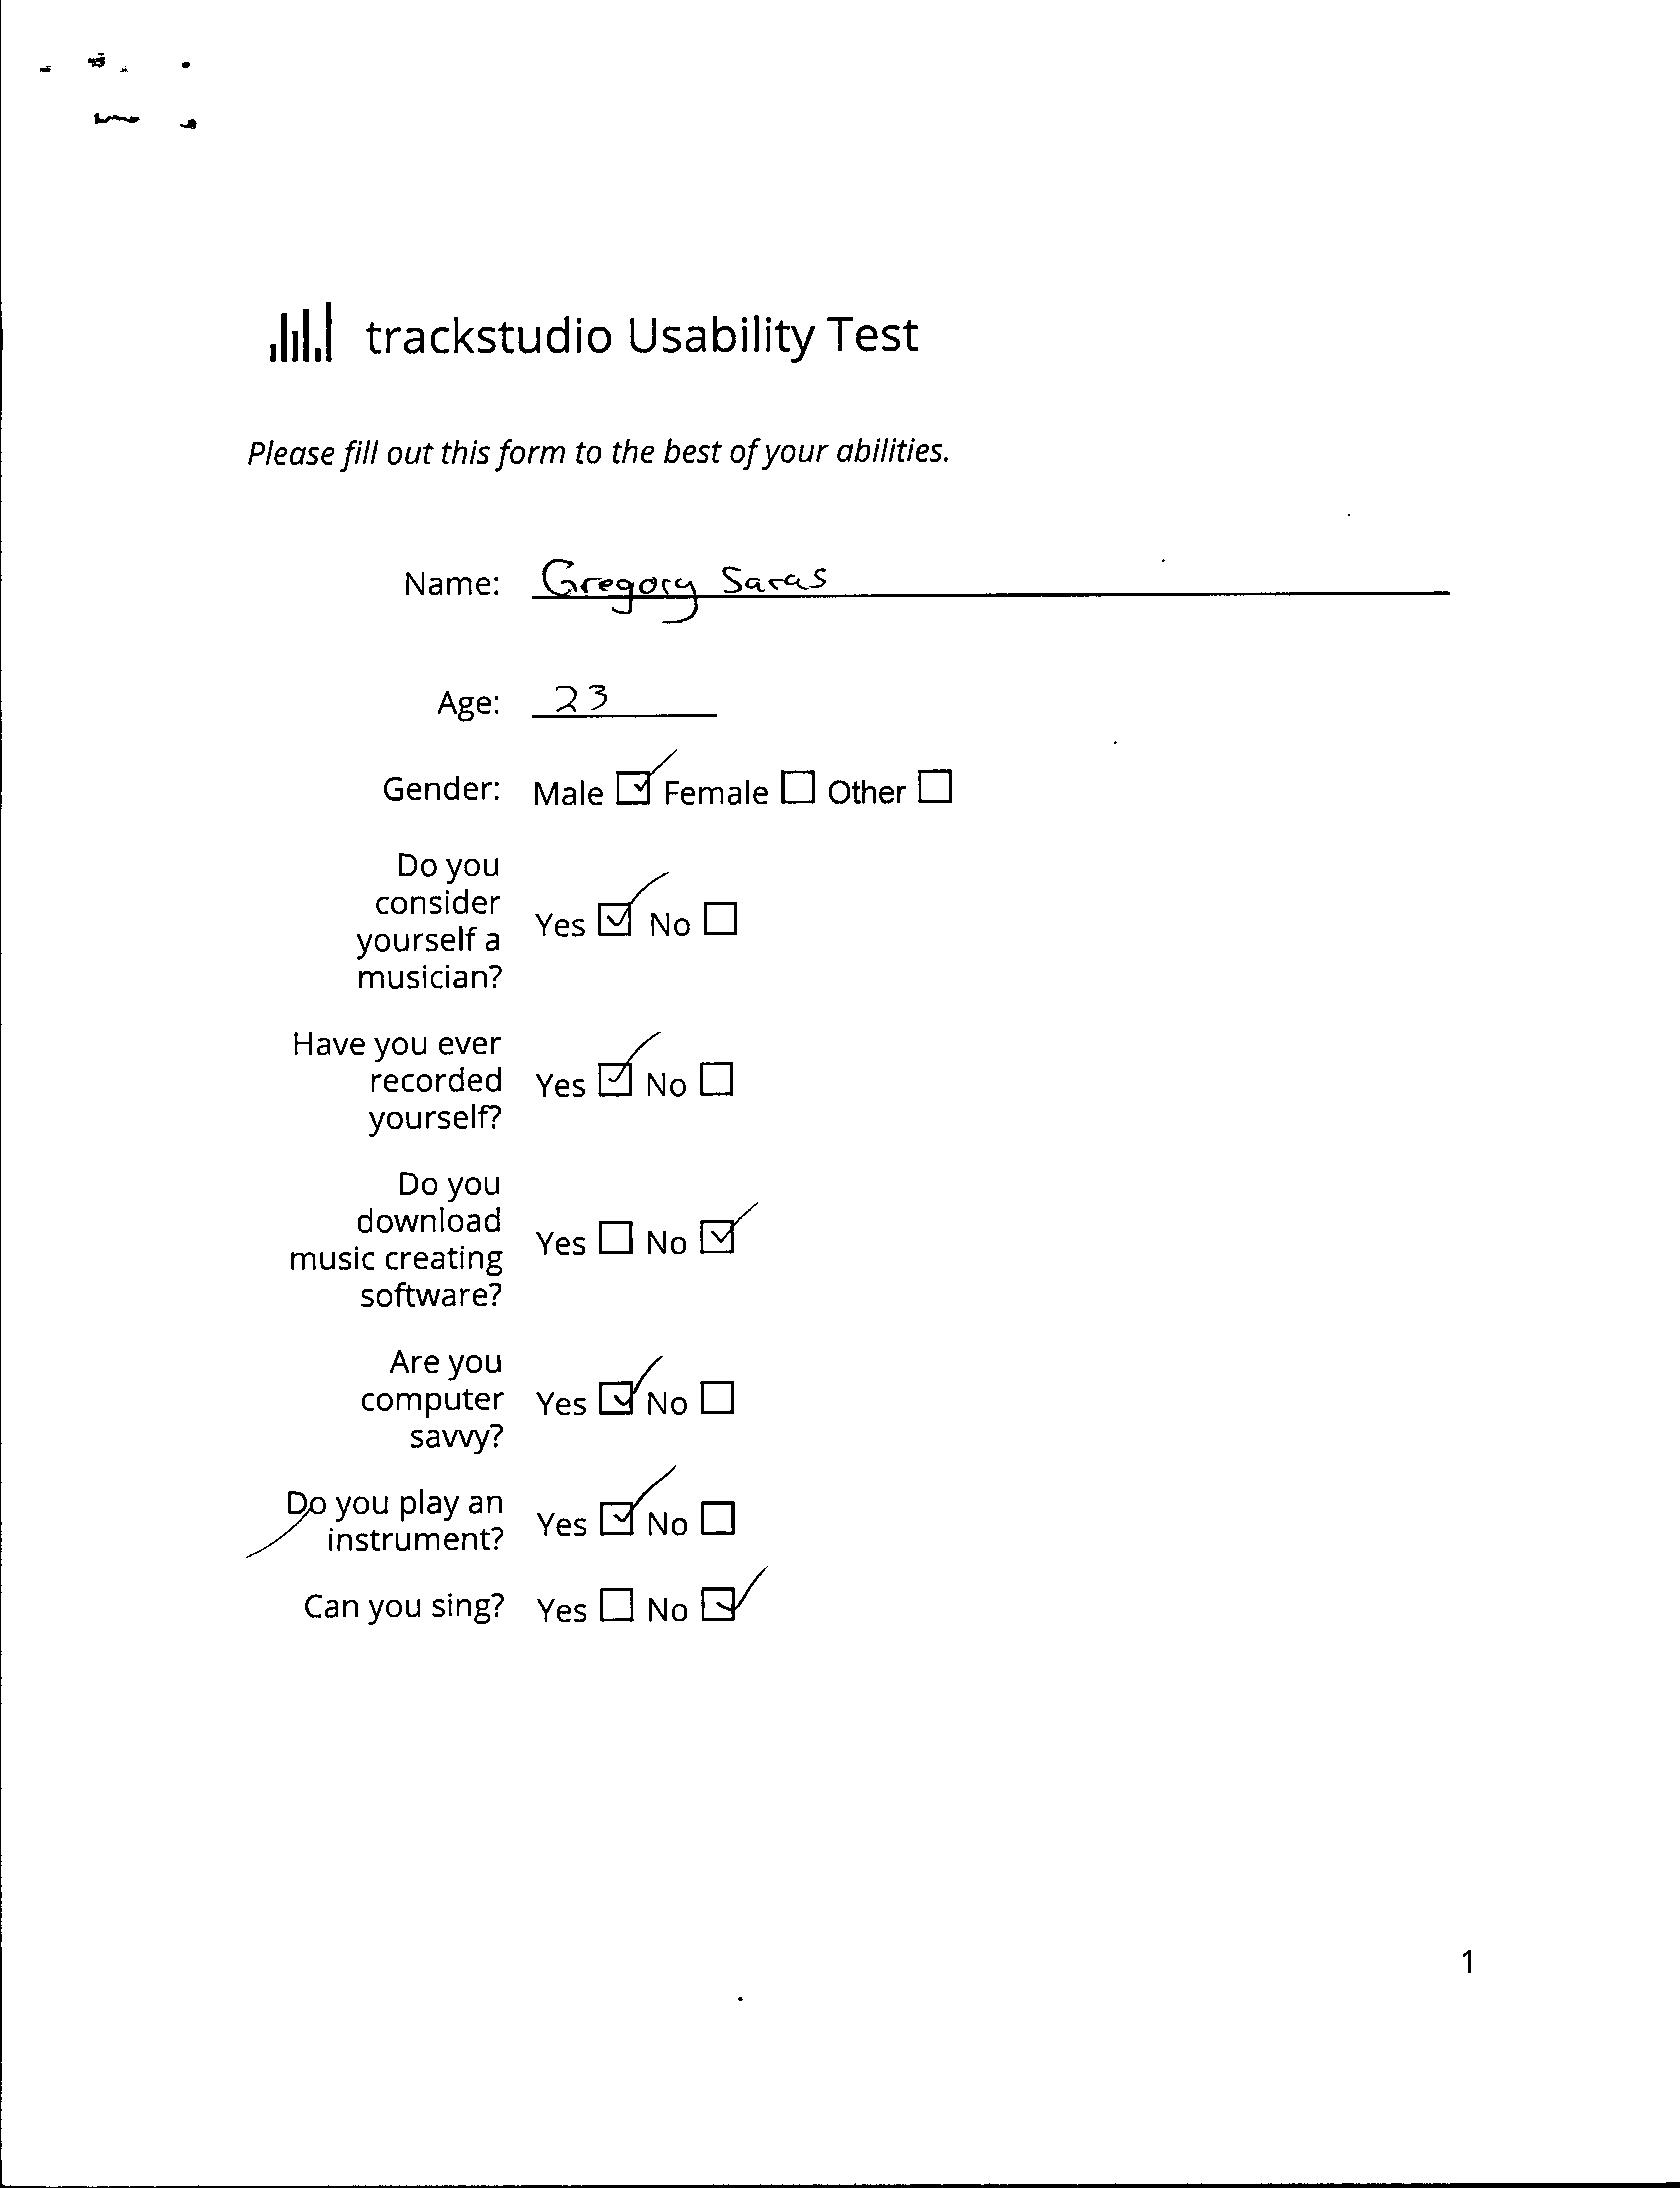 trackstudio Usability Test
Please fill out this form to the best of your abilities.
Name: Gregory Saras
Age: 23
Gender: Male ☑ Female ☐ Other ☐
Do you
consider
yourself a
musician?
Yes ☑ No ☐
Have you ever
recorded
yourself?
Yes ☑ No ☐
Do you
download
music creating
software?
Yes ☐ No ☑
Are you
computer
savvy?
Yes ☑ No ☐
Do you play an
instrument?
Yes ☑ No ☐
Can you sing? Yes ☐ No ☑
1